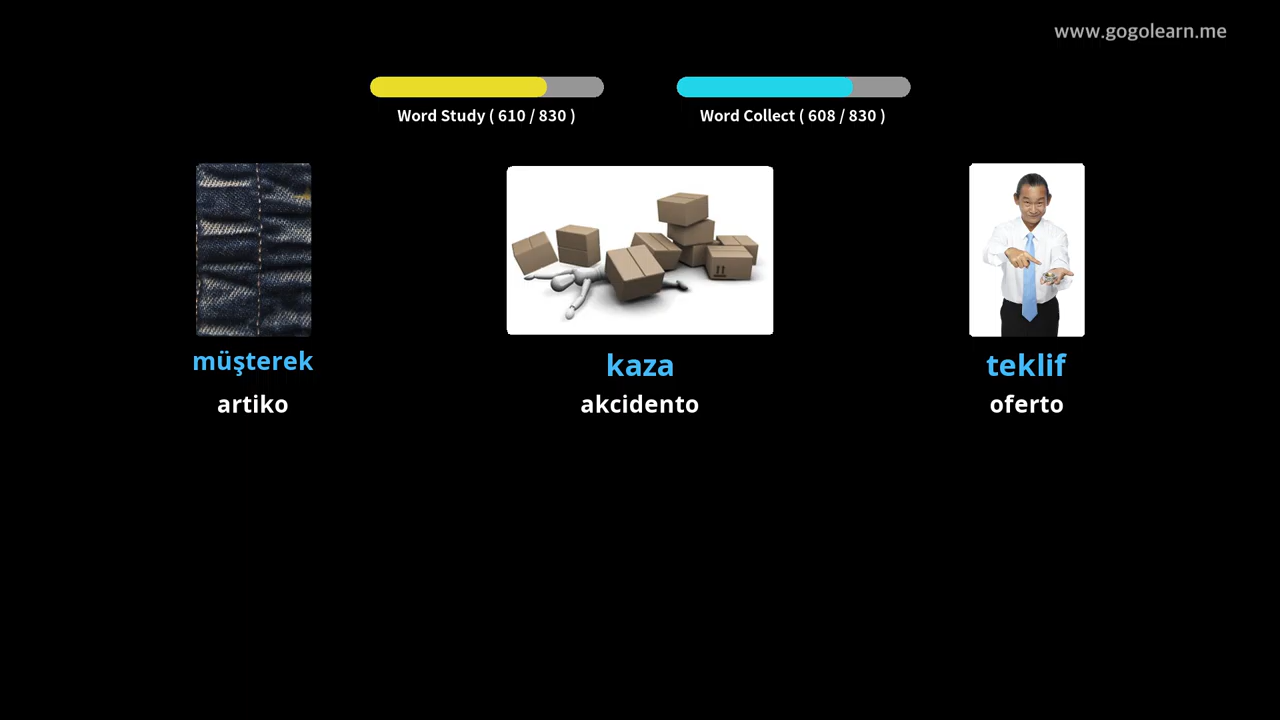 www.gogolearn.me
Word Study ( 610 / 830 )
Word Collect ( 608 / 830 )
müşterek
kaza
teklif
artiko
akcidento
oferto